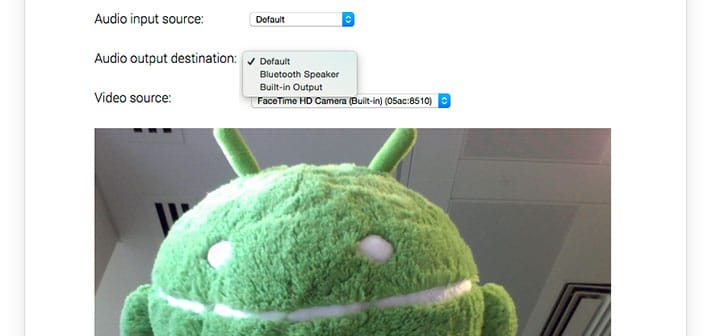 Audio input source: Default
Audio output destination: ✓ Default
Bluetooth Speaker
Built-in Output
Video source: FaceTime HD Camera (Built-in) (05ac:8510)